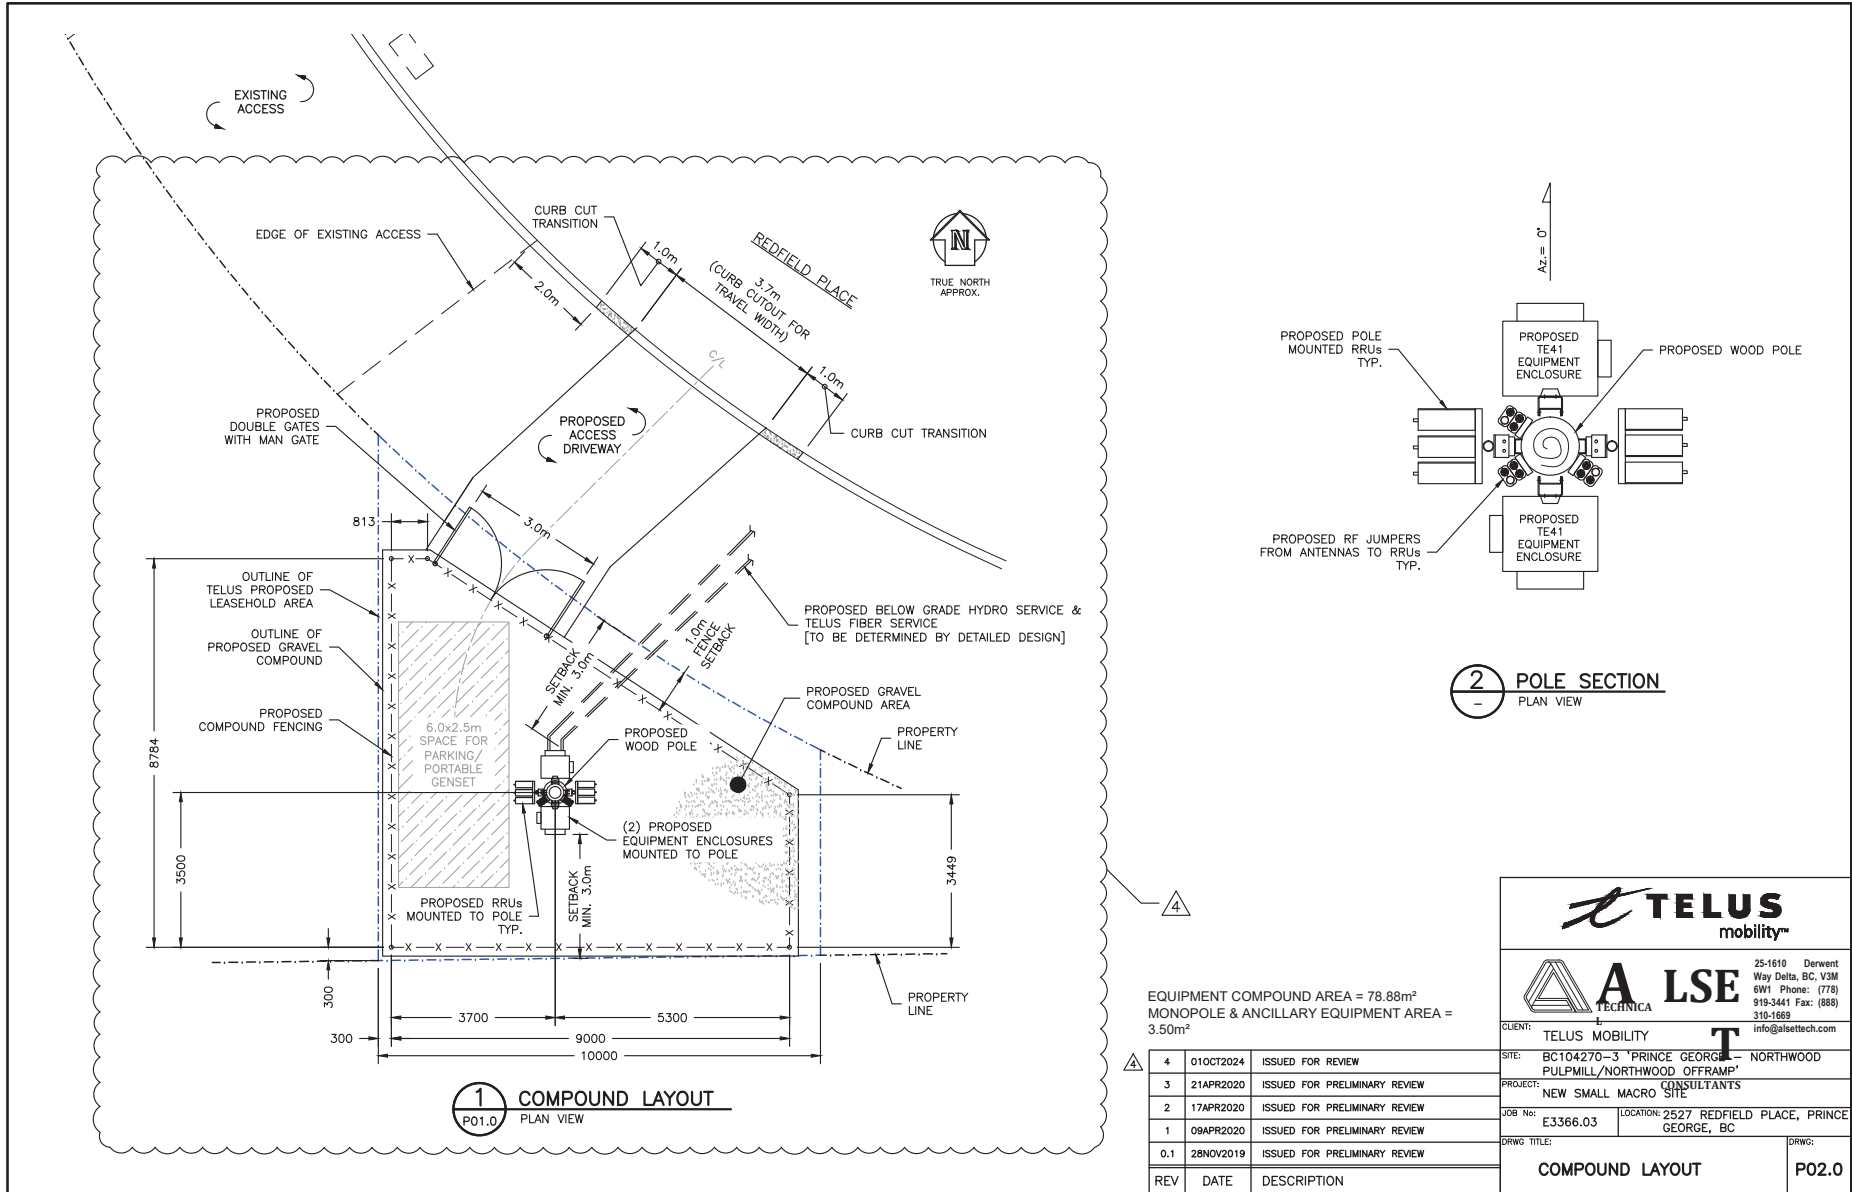 EXISTING
ACCESS
EDGE OF EXISTING ACCESS
CURB CUT
TRANSITION
1.0m
2.0m
REDFIELD PLACE
3.7m
(CURB CUTOUT FOR
TRAVEL WIDTH)
1.0m
N
TRUE NORTH
APPROX.
C/L
CURB CUT TRANSITION
PROPOSED
ACCESS
DRIVEWAY
PROPOSED
DOUBLE GATES
WITH MAN GATE
813
3.0m
OUTLINE OF
TELUS PROPOSED
LEASEHOLD AREA
OUTLINE OF
PROPOSED GRAVEL
COMPOUND
PROPOSED
COMPOUND FENCING
PROPOSED BELOW GRADE HYDRO SERVICE &
TELUS FIBER SERVICE
[TO BE DETERMINED BY DETAILED DESIGN]
1.0m
FENCE
SETBACK
SETBACK
MIN. 3.0m
PROPOSED GRAVEL
COMPOUND AREA
PROPERTY
LINE
PROPOSED
WOOD POLE
6.0x2.5m
SPACE FOR
PARKING/
PORTABLE
GENSET
(2) PROPOSED
EQUIPMENT ENCLOSURES
MOUNTED TO POLE
PROPOSED RRUs
MOUNTED TO POLE
TYP.
SETBACK
MIN. 3.0m
8784
3500
3449
300
PROPERTY
LINE
3700
5300
300
9000
10000
1
P01.0
COMPOUND LAYOUT
PLAN VIEW
4
Az.= 0°
PROPOSED POLE
MOUNTED RRUs
TYP.
PROPOSED
TE41
EQUIPMENT
ENCLOSURE
PROPOSED WOOD POLE
PROPOSED RF JUMPERS
FROM ANTENNAS TO RRUs
TYP.
PROPOSED
TE41
EQUIPMENT
ENCLOSURE
2
–
POLE SECTION
PLAN VIEW
EQUIPMENT COMPOUND AREA = 78.88m²
MONOPOLE & ANCILLARY EQUIPMENT AREA =
3.50m²
4
4 01OCT2024 ISSUED FOR REVIEW
3 21APR2020 ISSUED FOR PRELIMINARY REVIEW
2 17APR2020 ISSUED FOR PRELIMINARY REVIEW
1 09APR2020 ISSUED FOR PRELIMINARY REVIEW
0.1 28NOV2019 ISSUED FOR PRELIMINARY REVIEW
REV DATE DESCRIPTION
TELUS
mobility™
A LSE
T
TECHNICA
L
CONSULTANTS
25-1610 Derwent
Way Delta, BC, V3M
6W1 Phone: (778)
919-3441 Fax: (888)
310-1669
info@alsettech.com
CLIENT: TELUS MOBILITY
SITE: BC104270-3 'PRINCE GEORGE - NORTHWOOD
PULPMILL/NORTHWOOD OFFRAMP'
PROJECT: NEW SMALL MACRO SITE
JOB No: E3366.03
LOCATION: 2527 REDFIELD PLACE, PRINCE
GEORGE, BC
DRWG TITLE: COMPOUND LAYOUT
DRWG: P02.0